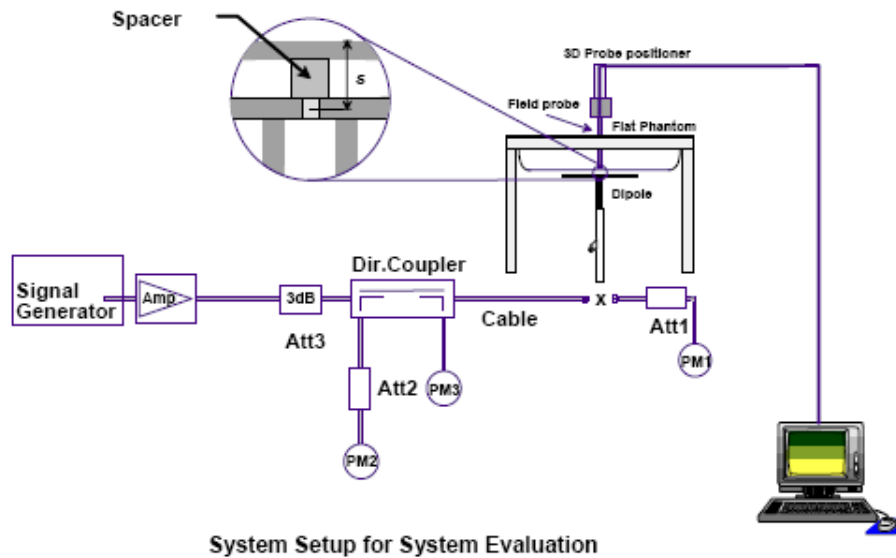 Spacer
s
3D Probe positioner
Field probe
Flat Phantom
Dipole
Dir.Coupler
Signal
Generator
Amp
3dB
Att3
Cable
X
Att1
PM1
Att2
PM3
PM2
System Setup for System Evaluation